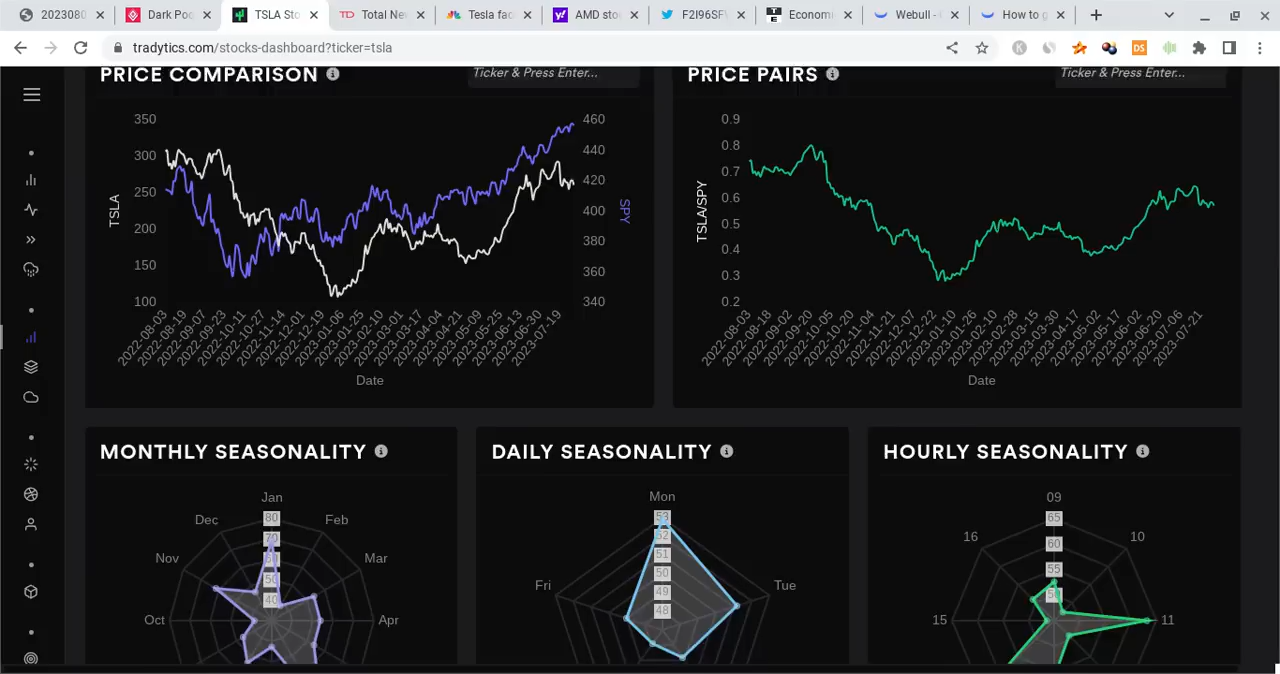 2023080
Dark Poo
TSLA Sto
Total Ne
Tesla fac
AMD sto
F2I96SF
Economi
Webull -
How to g
tradytics.com/stocks-dashboard?ticker=tsla
PRICE COMPARISON
Ticker & Press Enter...
PRICE PAIRS
Ticker & Press Enter...
350
300
250
200
150
100
TSLA
460
440
420
400
380
360
340
SPY
2022-08-03
2022-08-19
2022-09-07
2022-09-23
2022-10-11
2022-10-27
2022-11-14
2022-12-01
2022-12-19
2023-01-06
2023-01-25
2023-02-10
2023-03-01
2023-03-17
2023-04-04
2023-04-21
2023-05-09
2023-05-25
2023-06-13
2023-06-30
2023-07-19
Date
0.9
0.8
0.7
0.6
0.5
0.4
0.3
0.2
TSLA/SPY
2022-08-03
2022-08-18
2022-09-02
2022-09-20
2022-10-05
2022-10-20
2022-11-04
2022-11-21
2022-12-07
2022-12-22
2023-01-10
2023-01-26
2023-02-10
2023-02-28
2023-03-15
2023-03-30
2023-04-17
2023-05-02
2023-05-17
2023-06-02
2023-06-20
2023-07-06
2023-07-21
Date
MONTHLY SEASONALITY
DAILY SEASONALITY
HOURLY SEASONALITY
Jan
Feb
Mar
Apr
Oct
Nov
Dec
80
70
60
50
40
Mon
Tue
Fri
53
52
51
50
49
48
09
10
11
15
16
65
60
55
50
DS